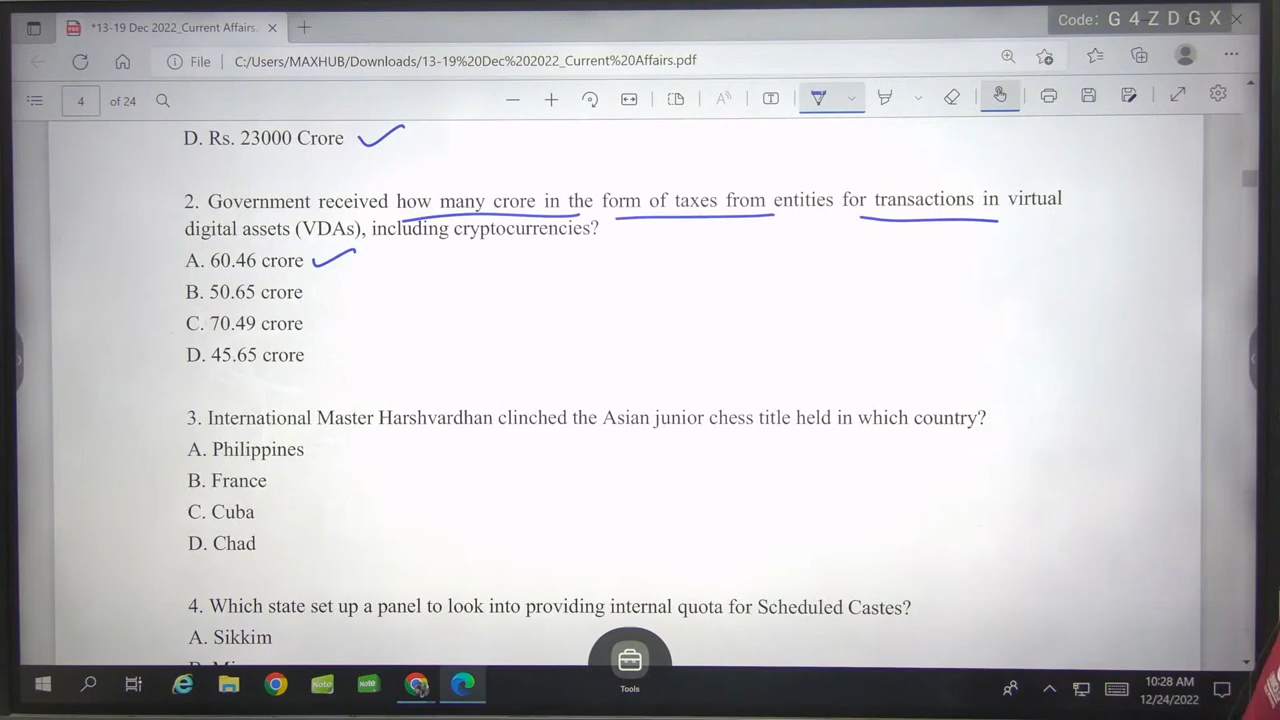 *13-19 Dec 2022_Current Affairs.
Code: G 4 Z D G X
File C:/Users/MAXHUB/Downloads/13-19%20Dec%202022_Current%20Affairs.pdf
4 of 24
D. Rs. 23000 Crore
2. Government received how many crore in the form of taxes from entities for transactions in virtual
digital assets (VDAs), including cryptocurrencies?
A. 60.46 crore
B. 50.65 crore
C. 70.49 crore
D. 45.65 crore
3. International Master Harshvardhan clinched the Asian junior chess title held in which country?
A. Philippines
B. France
C. Cuba
D. Chad
4. Which state set up a panel to look into providing internal quota for Scheduled Castes?
A. Sikkim
Tools
Note Note
10:28 AM
12/24/2022